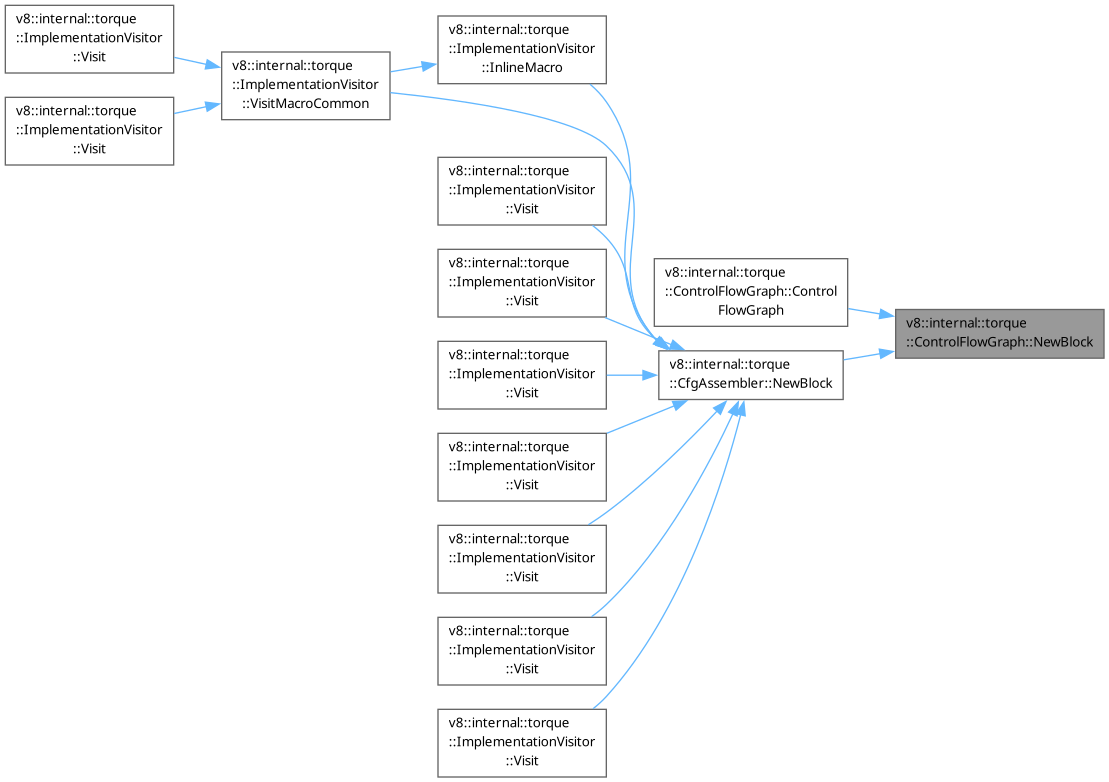 v8::internal::torque
::ImplementationVisitor
::Visit
v8::internal::torque
::ImplementationVisitor
::Visit
v8::internal::torque
::ImplementationVisitor
::VisitMacroCommon
v8::internal::torque
::ImplementationVisitor
::InlineMacro
v8::internal::torque
::ImplementationVisitor
::Visit
v8::internal::torque
::ImplementationVisitor
::Visit
v8::internal::torque
::ImplementationVisitor
::Visit
v8::internal::torque
::ImplementationVisitor
::Visit
v8::internal::torque
::ImplementationVisitor
::Visit
v8::internal::torque
::ImplementationVisitor
::Visit
v8::internal::torque
::ImplementationVisitor
::Visit
v8::internal::torque
::ControlFlowGraph::Control
FlowGraph
v8::internal::torque
::CfgAssembler::NewBlock
v8::internal::torque
::ControlFlowGraph::NewBlock